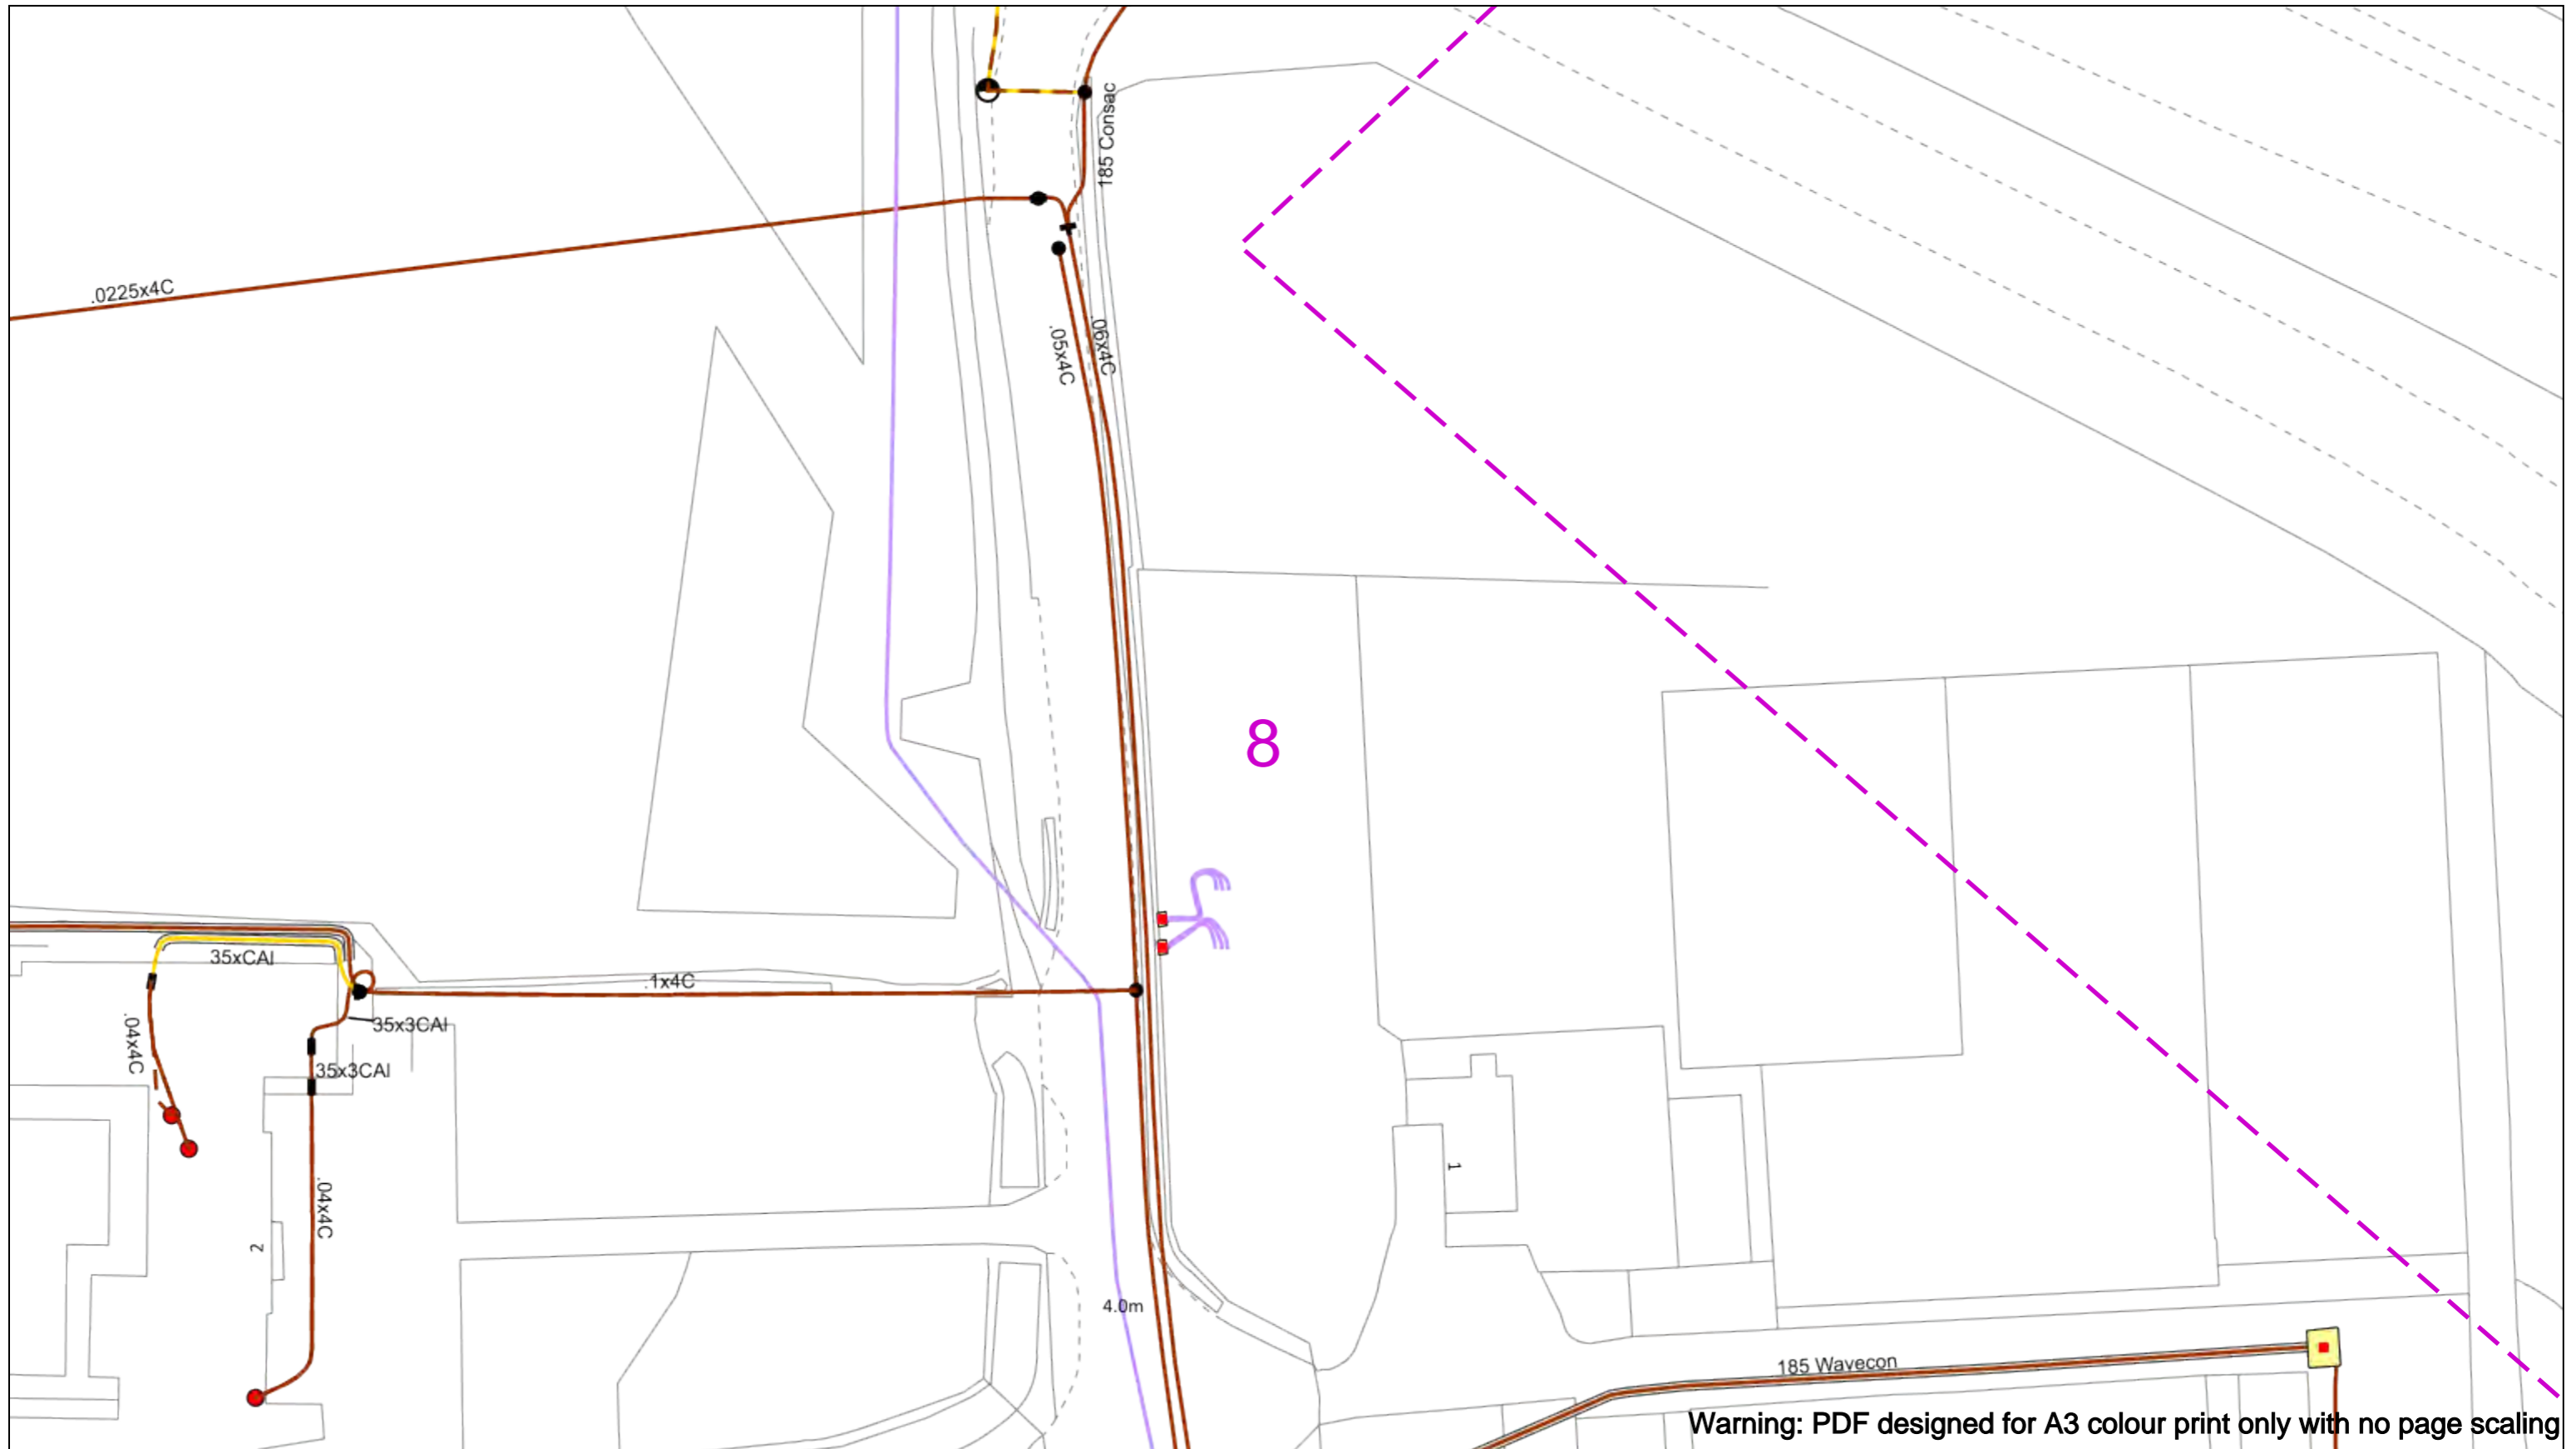 185 Consac
.0225x4C
.05x4C
.06x4C
8
35xCAl
.1x4C
35x3CAl
.04x4C
35x3CAl
1
.04x4C
2
4.0m
185 Wavecon
Warning: PDF designed for A3 colour print only with no page scaling